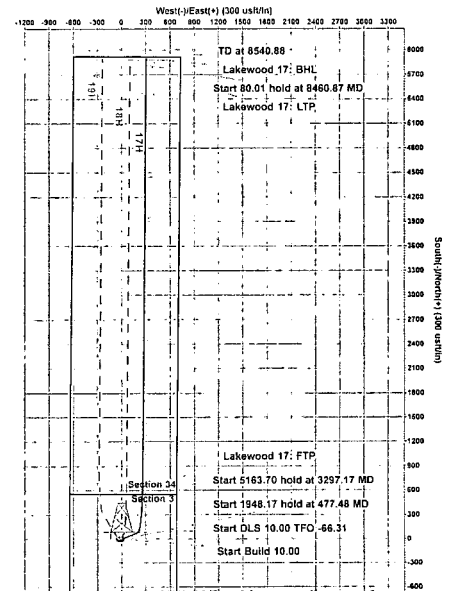 West(-)/East(+) (300 usft/in)
-1200 -900 -600 -300 0 300 600 900 1200 1500 1800 2100 2400 2700 3000 3300
TD at 8540.88
6000
Lakewood 17: BHL
5700
19H
Start 80.01 hold at 8460.87 MD
5400
18H
Lakewood 17: LTP
5100
17H
4800
4500
4200
3900
3600
South(-)/North(+) (300 usft/in)
3300
3000
2700
2400
2100
1800
1500
1200
Lakewood 17: FTP
900
Section 34
Start 5163.70 hold at 3297.17 MD
600
Section 3
Start 1948.17 hold at 477.48 MD
300
Start DLS 10.00 TFO -66.31
0
Start Build 10.00
-300
-600